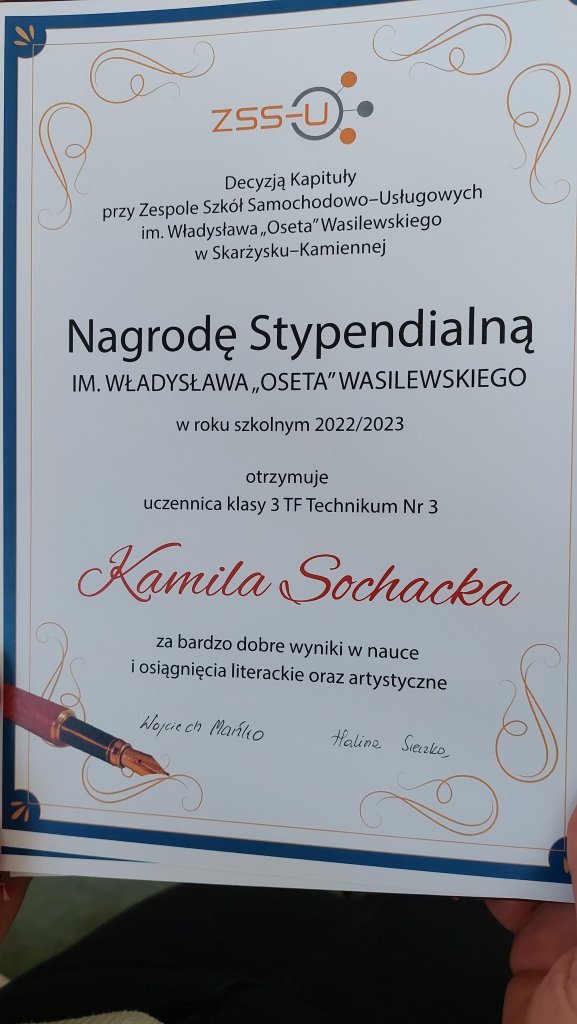 ZSS-U
Decyzją Kapituły
przy Zespole Szkół Samochodowo–Usługowych
im. Władysława „Oseta” Wasilewskiego
w Skarżysku–Kamiennej
Nagrodę Stypendialną
IM. WŁADYSŁAWA „OSETA” WASILEWSKIEGO
w roku szkolnym 2022/2023
otrzymuje
uczennica klasy 3 TF Technikum Nr 3
Kamila Sochacka
za bardzo dobre wyniki w nauce
i osiągnięcia literackie oraz artystyczne
Wojciech Mańko Halina Sieczko